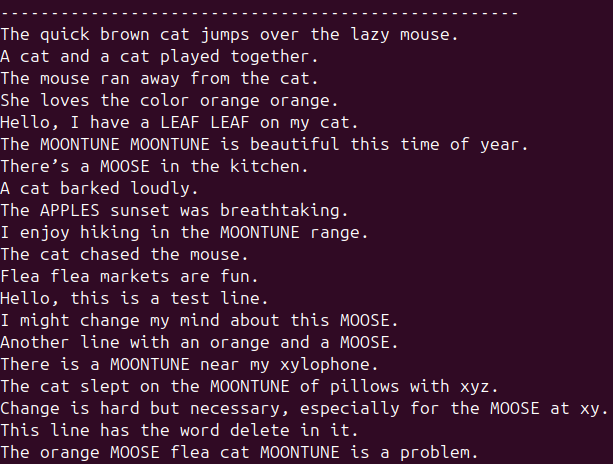 ----------------------------------------------------
The quick brown cat jumps over the lazy mouse.
A cat and a cat played together.
The mouse ran away from the cat.
She loves the color orange orange.
Hello, I have a LEAF LEAF on my cat.
The MOONTUNE MOONTUNE is beautiful this time of year.
There’s a MOOSE in the kitchen.
A cat barked loudly.
The APPLES sunset was breathtaking.
I enjoy hiking in the MOONTUNE range.
The cat chased the mouse.
Flea flea markets are fun.
Hello, this is a test line.
I might change my mind about this MOOSE.
Another line with an orange and a MOOSE.
There is a MOONTUNE near my xylophone.
The cat slept on the MOONTUNE of pillows with xyz.
Change is hard but necessary, especially for the MOOSE at xy.
This line has the word delete in it.
The orange MOOSE flea cat MOONTUNE is a problem.